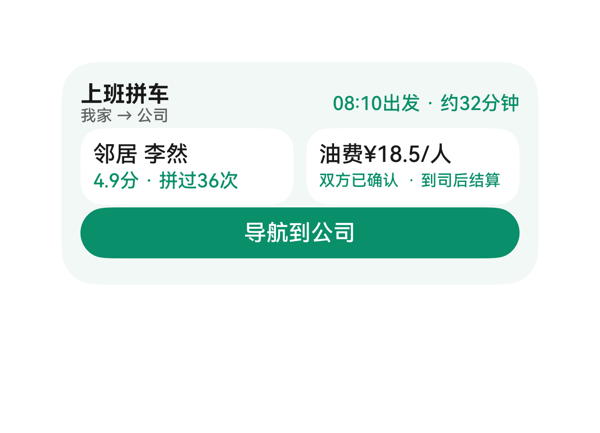 上班拼车
我家 → 公司
08:10出发 · 约32分钟
邻居 李然
4.9分 · 拼过36次
油费¥18.5/人
双方已确认 · 到司后结算
导航到公司